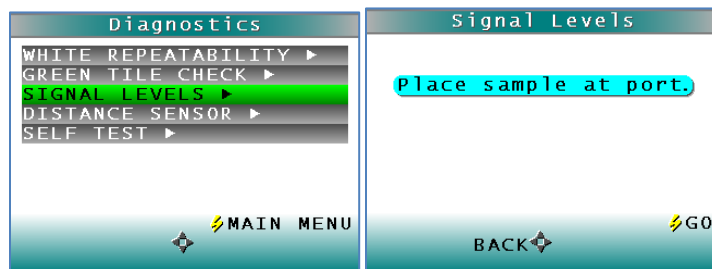 Diagnostics
WHITE REPEATABILITY ▶
GREEN TILE CHECK ▶
SIGNAL LEVELS ▶
DISTANCE SENSOR ▶
SELF TEST ▶
MAIN MENU
Signal Levels
Place sample at port.
GO
BACK